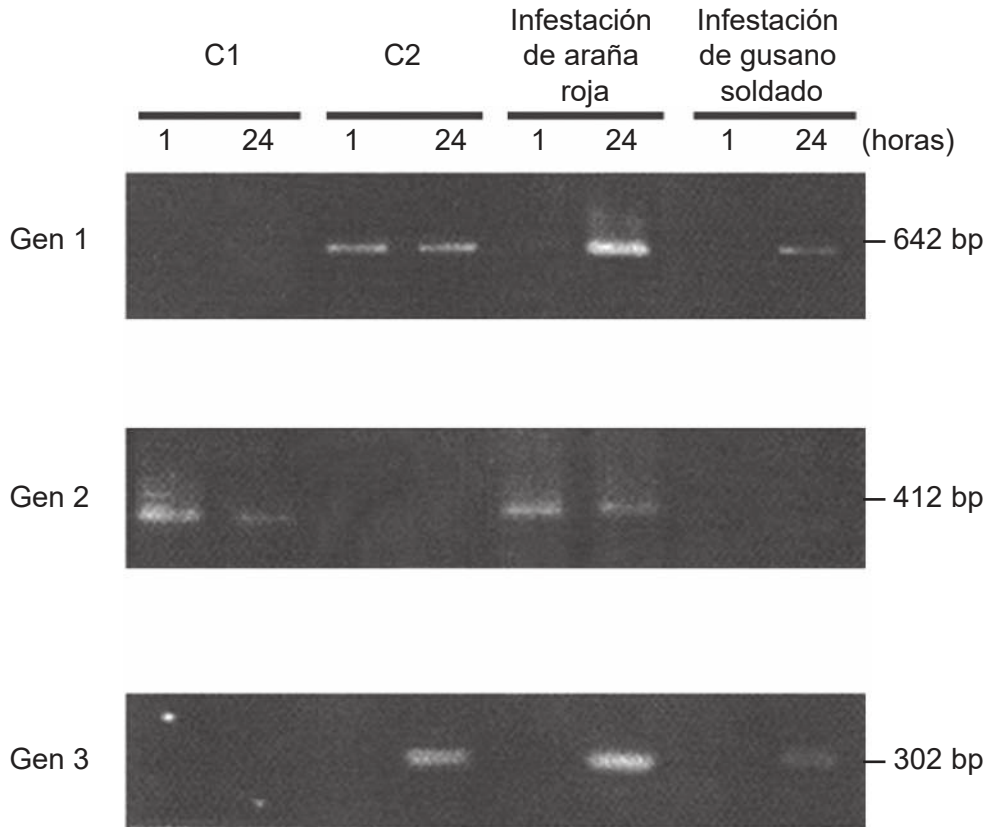 C1
C2
Infestación
de araña
roja
Infestación
de gusano
soldado
1 24 1 24 1 24 1 24 (horas)
Gen 1
642 bp
Gen 2
412 bp
Gen 3
302 bp